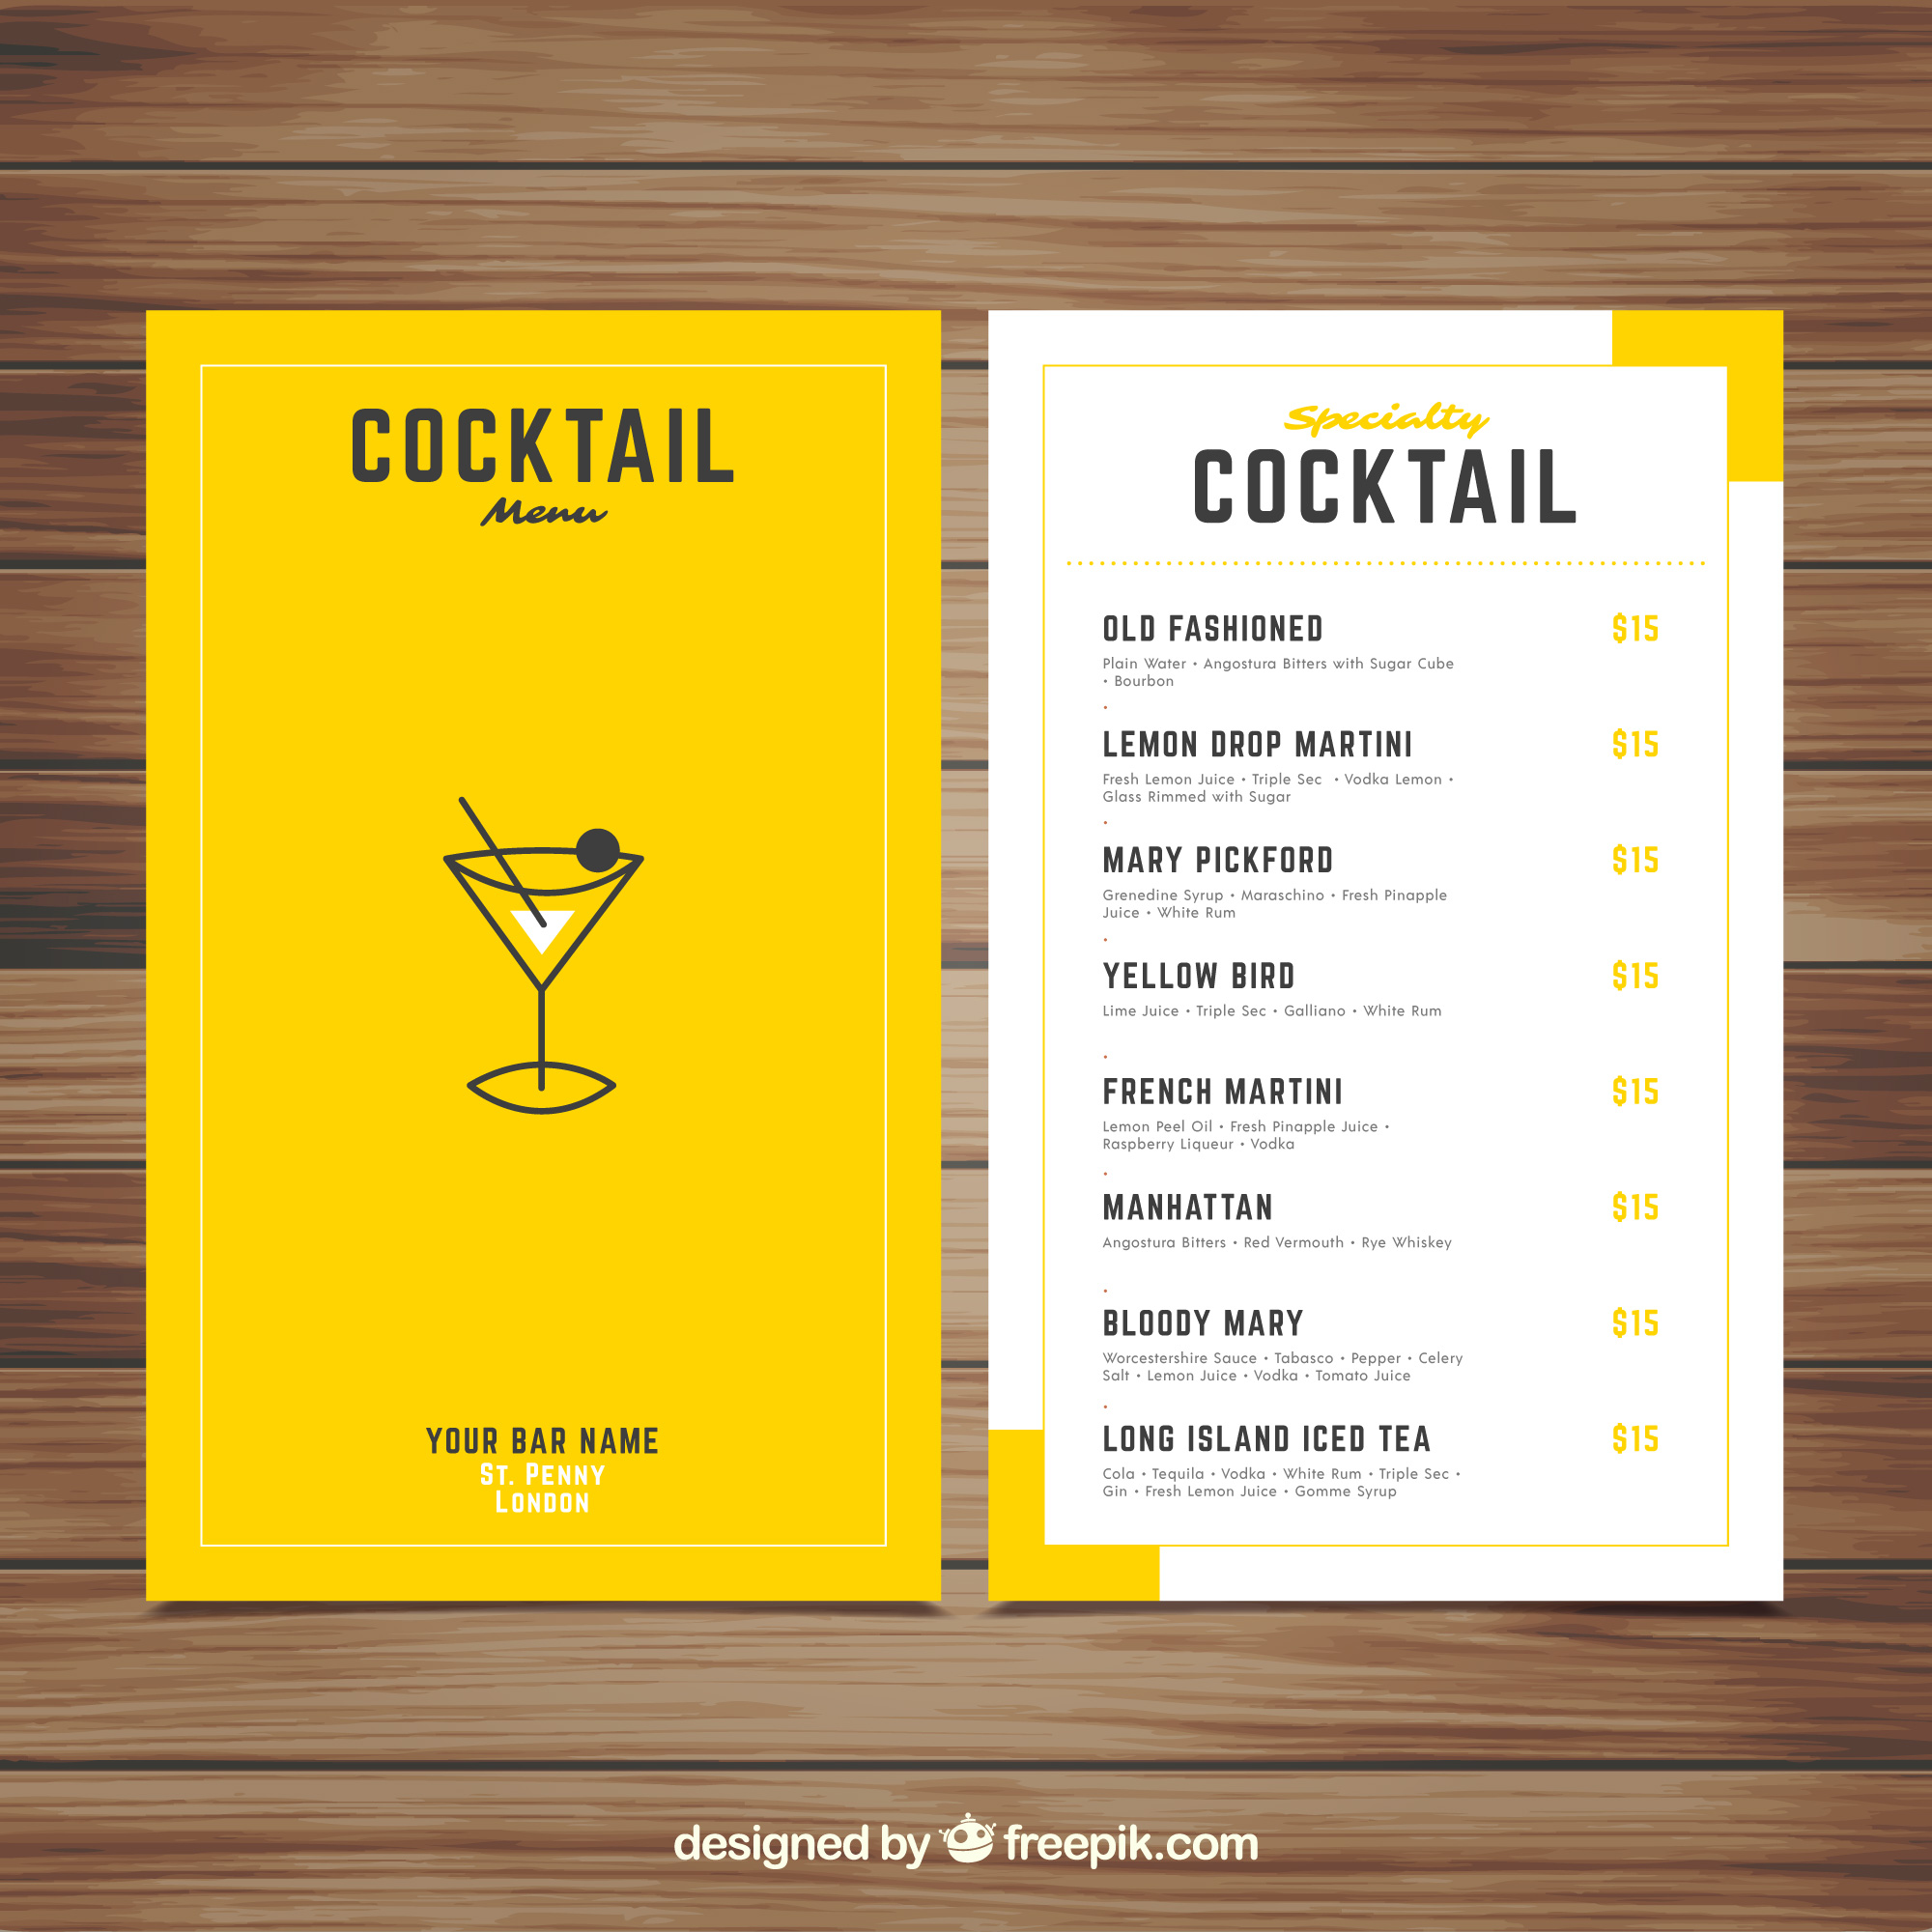 COCKTAIL
Menu
YOUR BAR NAME
St. Penny
London
Specialty
COCKTAIL
OLD FASHIONED $15
Plain Water • Angostura Bitters with Sugar Cube
• Bourbon
LEMON DROP MARTINI $15
Fresh Lemon Juice • Triple Sec • Vodka Lemon •
Glass Rimmed with Sugar
MARY PICKFORD $15
Grenedine Syrup • Maraschino • Fresh Pinapple
Juice • White Rum
YELLOW BIRD $15
Lime Juice • Triple Sec • Galliano • White Rum
FRENCH MARTINI $15
Lemon Peel Oil • Fresh Pinapple Juice •
Raspberry Liqueur • Vodka
MANHATTAN $15
Angostura Bitters • Red Vermouth • Rye Whiskey
BLOODY MARY $15
Worcestershire Sauce • Tabasco • Pepper • Celery
Salt • Lemon Juice • Vodka • Tomato Juice
LONG ISLAND ICED TEA $15
Cola • Tequila • Vodka • White Rum • Triple Sec •
Gin • Fresh Lemon Juice • Gomme Syrup
designed by freepik.com